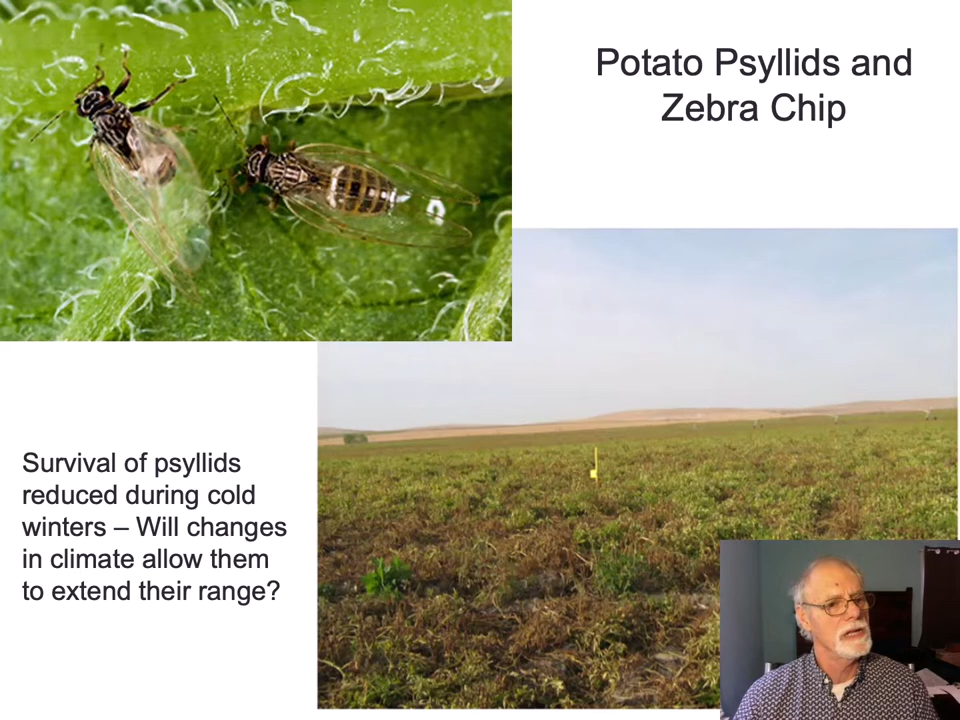 Potato Psyllids and
Zebra Chip
Survival of psyllids
reduced during cold
winters – Will changes
in climate allow them
to extend their range?